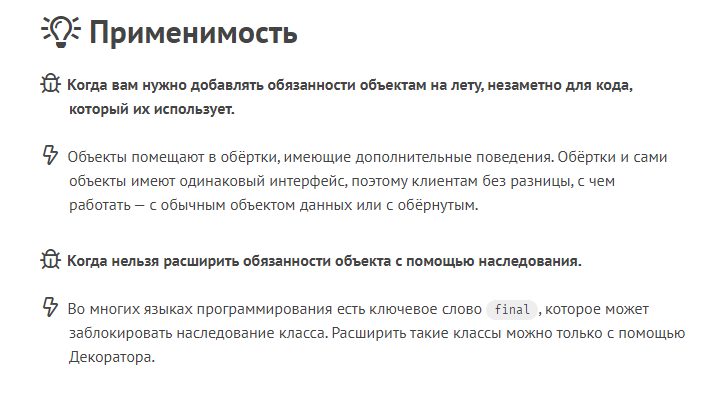 Применимость
Когда вам нужно добавлять обязанности объектам на лету, незаметно для кода,
который их использует.
Объекты помещают в обёртки, имеющие дополнительные поведения. Обёртки и сами
объекты имеют одинаковый интерфейс, поэтому клиентам без разницы, с чем
работать — с обычным объектом данных или с обёрнутым.
Когда нельзя расширить обязанности объекта с помощью наследования.
Во многих языках программирования есть ключевое слово final, которое может
заблокировать наследование класса. Расширить такие классы можно только с помощью
Декоратора.